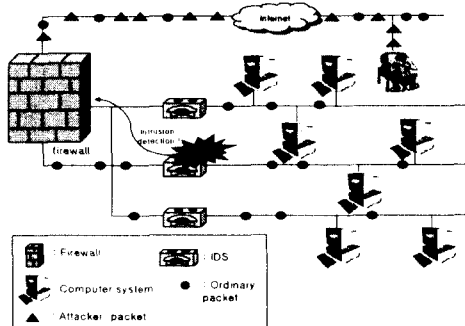 Internet
Intrusion
detection !
firewall
: Firewall
: IDS
: Computer system
: Ordinary
packet
: Attacker packet